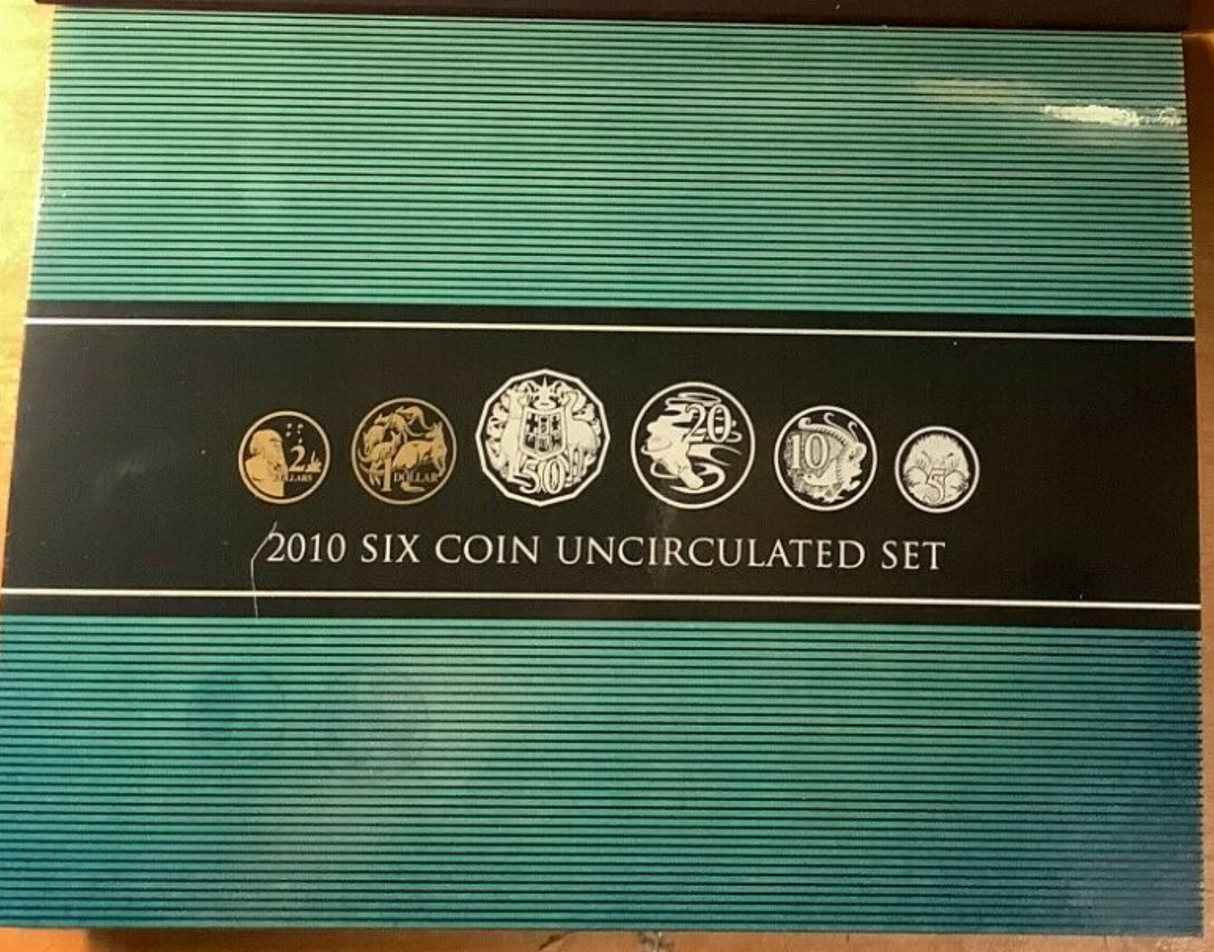 2 DOLLARS
1 DOLLAR
50
20
10
5
2010 SIX COIN UNCIRCULATED SET